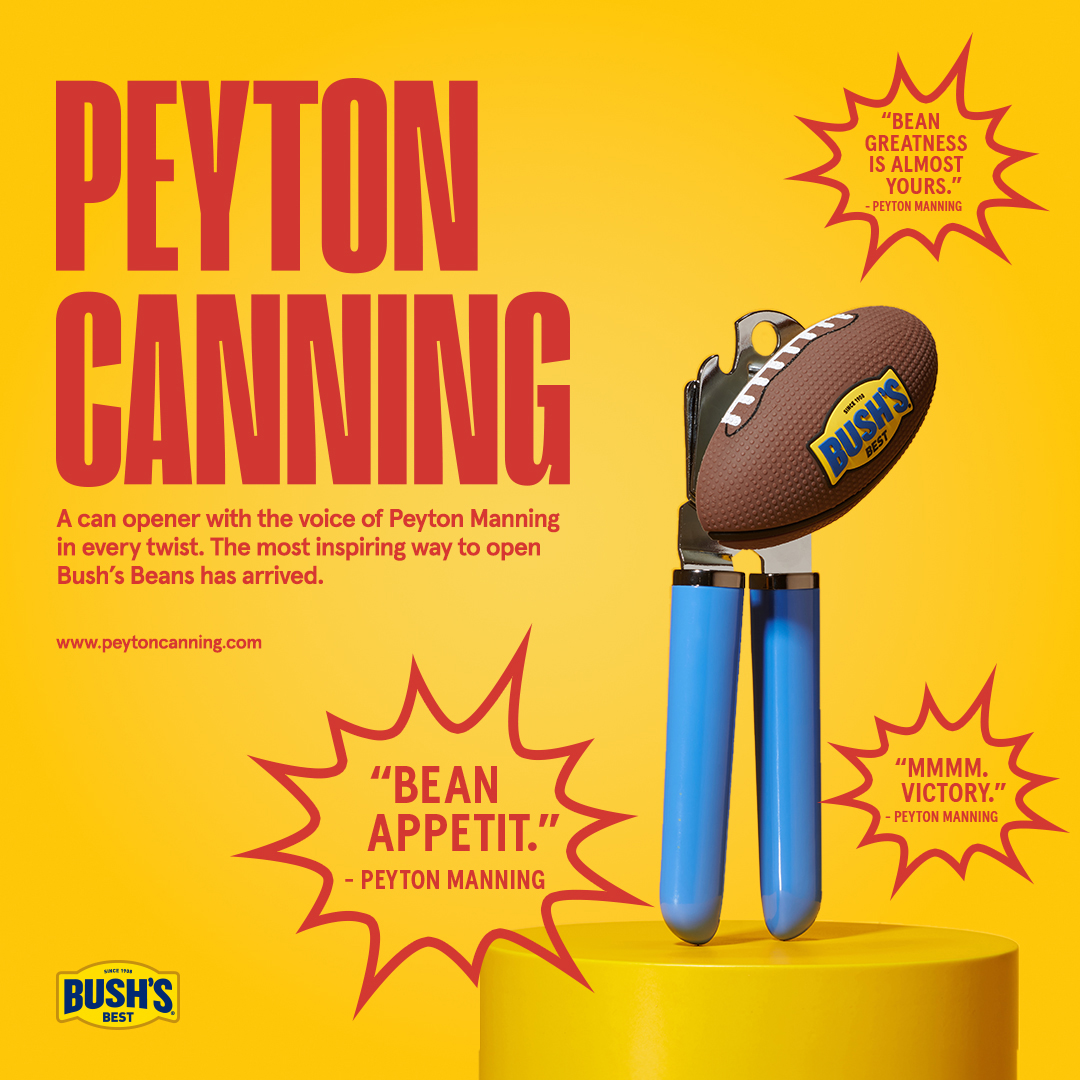 PEYTON
CANNING
A can opener with the voice of Peyton Manning
in every twist. The most inspiring way to open
Bush's Beans has arrived.
www.peytoncanning.com
“BEAN
GREATNESS
IS ALMOST
YOURS.”
- PEYTON MANNING
SINCE 1908
BUSH'S
BEST
“BEAN
APPETIT.”
- PEYTON MANNING
“MMMM.
VICTORY.”
- PEYTON MANNING
SINCE 1908
BUSH'S®
BEST